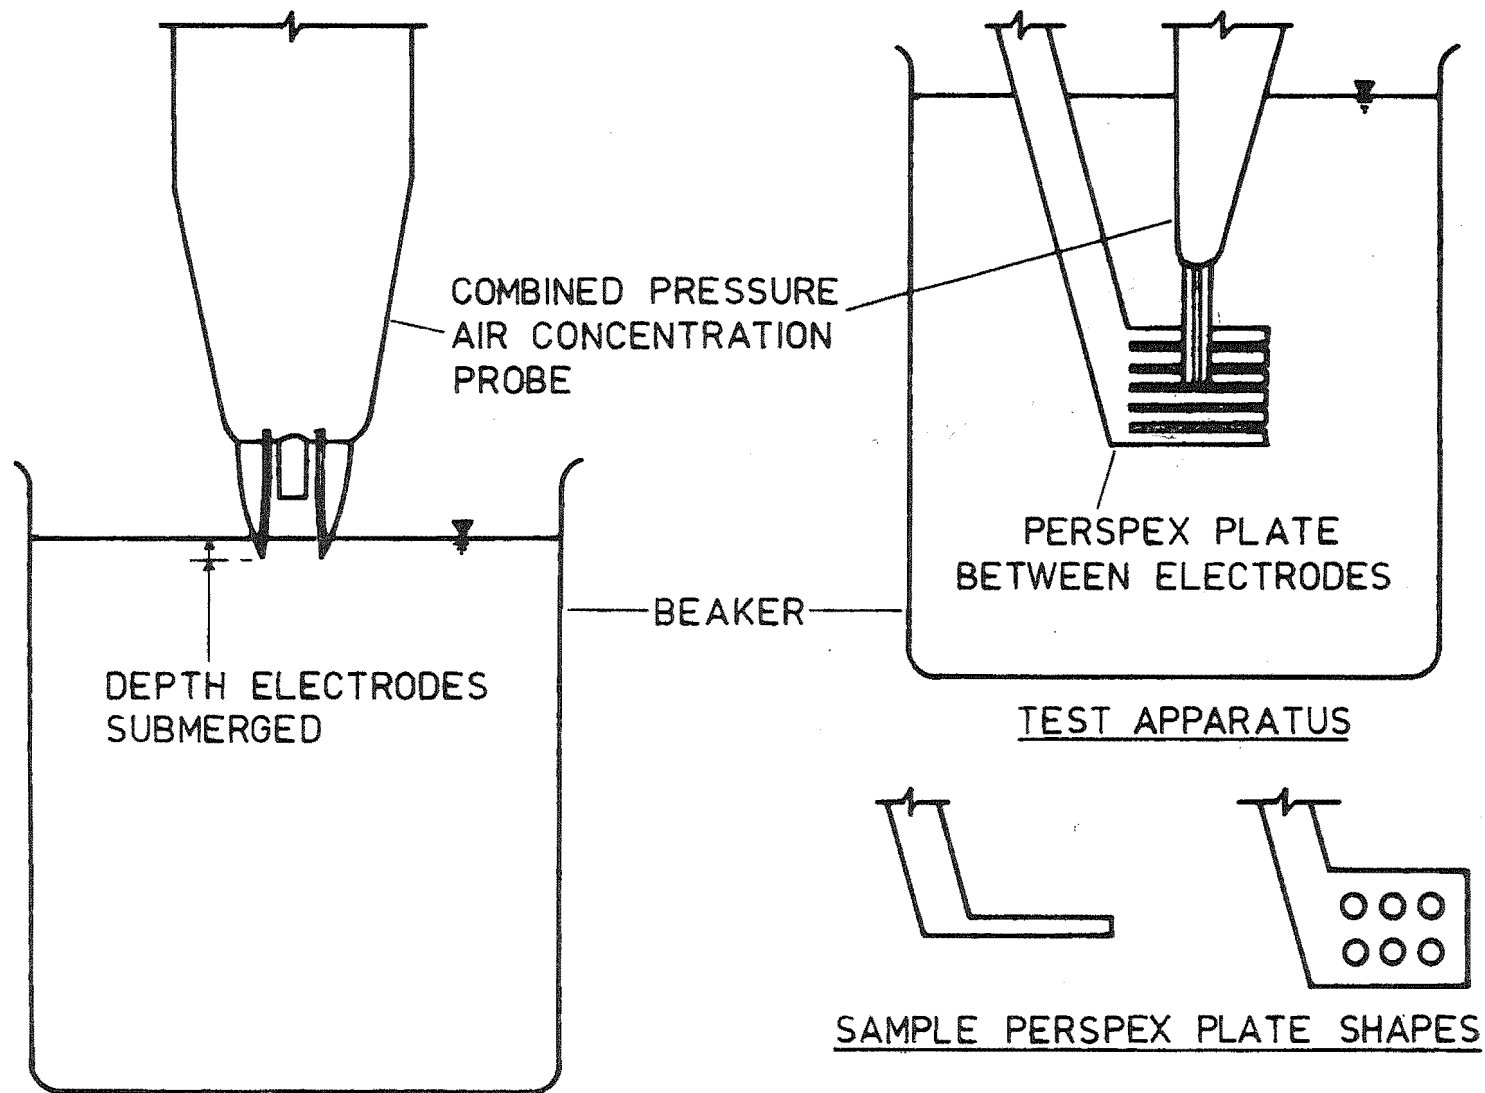 COMBINED PRESSURE
AIR CONCENTRATION
PROBE
PERSPEX PLATE
BETWEEN ELECTRODES
BEAKER
DEPTH ELECTRODES
SUBMERGED
TEST APPARATUS
SAMPLE PERSPEX PLATE SHAPES